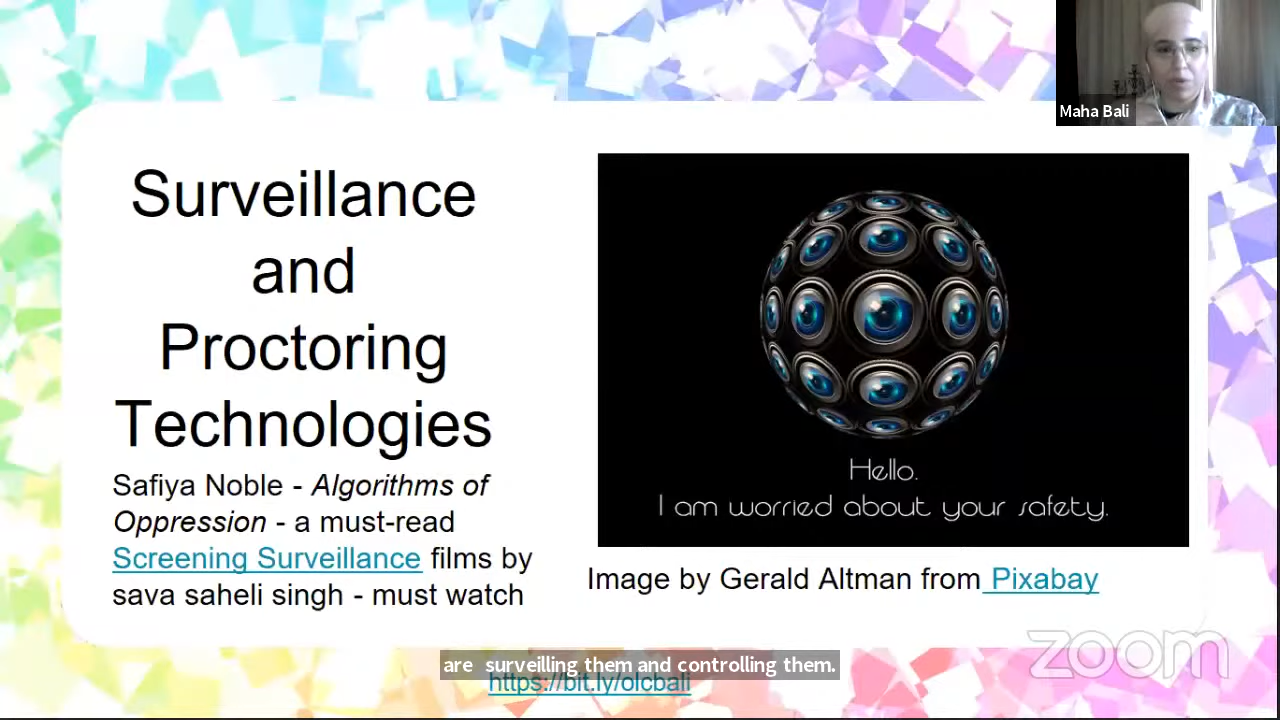 Maha Bali
Surveillance
and
Proctoring
Technologies
Safiya Noble - Algorithms of
Oppression - a must-read
Screening Surveillance films by
sava saheli singh - must watch
Hello.
I am worried about your safety.
Image by Gerald Altman from Pixabay
zoom
are surveilling them and controlling them.
https://bit.ly/olcbali